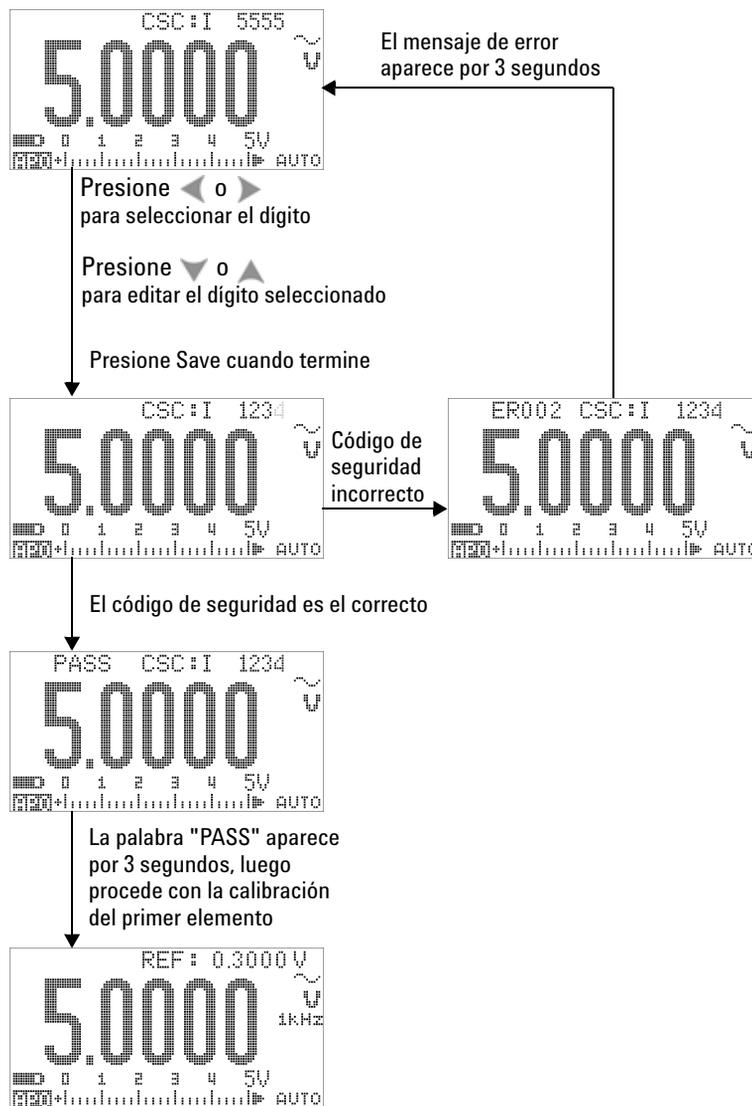 CSC:I 5555
5.0000 V
0 1 2 3 4 5V
APO AUTO
El mensaje de error
aparece por 3 segundos
Presione o
para seleccionar el dígito
Presione o
para editar el dígito seleccionado
Presione Save cuando termine
CSC:I 1234
5.0000 V
0 1 2 3 4 5V
APO AUTO
Código de
seguridad
incorrecto
ER002 CSC:I 1234
5.0000 V
0 1 2 3 4 5V
APO AUTO
El código de seguridad es el correcto
PASS CSC:I 1234
5.0000 V
0 1 2 3 4 5V
APO AUTO
La palabra "PASS" aparece
por 3 segundos, luego
procede con la calibración
del primer elemento
REF: 0.3000 V
5.0000 V
1kHz
0 1 2 3 4 5V
APO AUTO